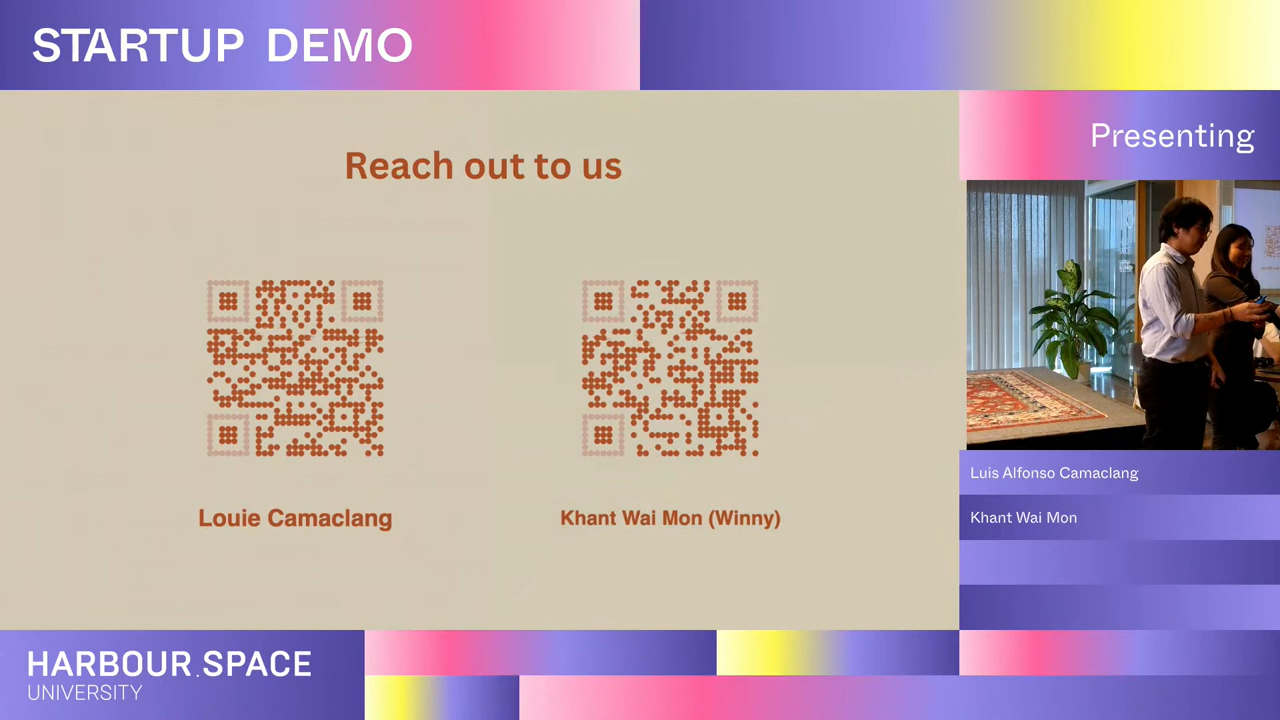 STARTUP DEMO
Presenting
Reach out to us
Louie Camaclang
Khant Wai Mon (Winny)
Luis Alfonso Camaclang
Khant Wai Mon
HARBOUR.SPACE
UNIVERSITY